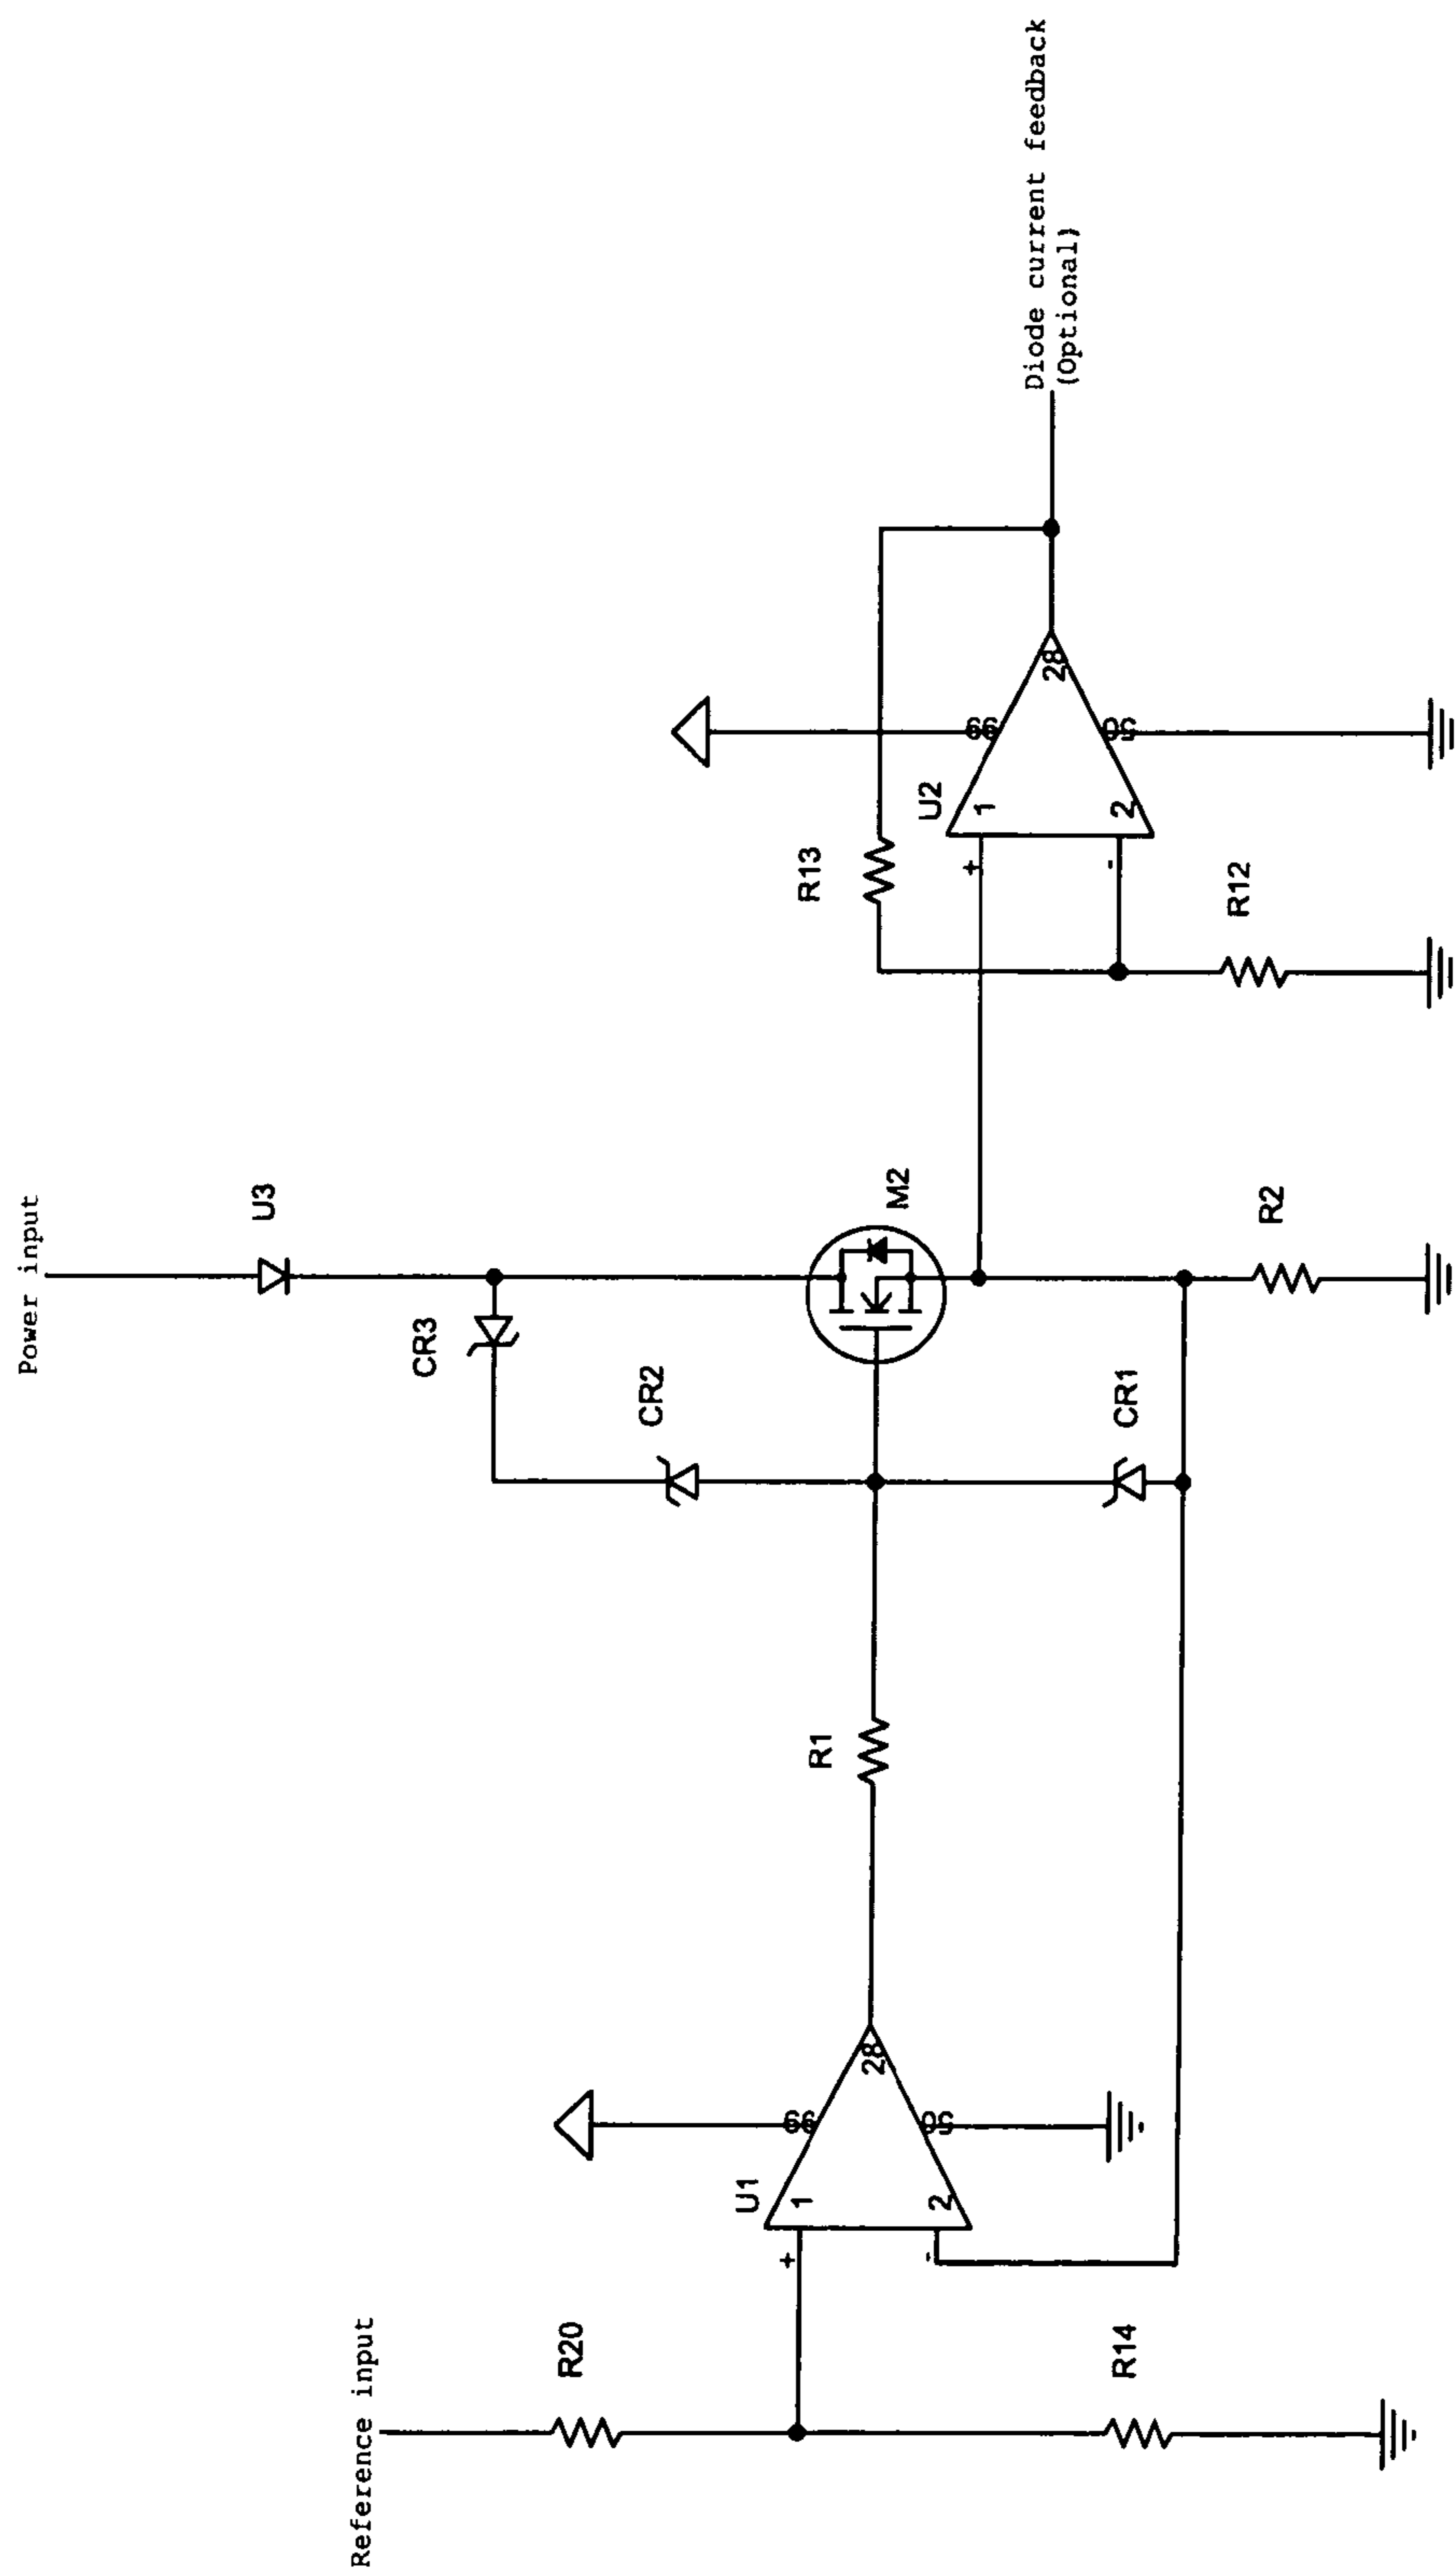 Power input
U3
CR3
CR2
M2
CR1
R2
Reference input
R20
R14
U1
1
+
2
-
28
99
50
R1
R13
U2
1
+
2
-
28
99
50
R12
Diode current feedback
(Optional)